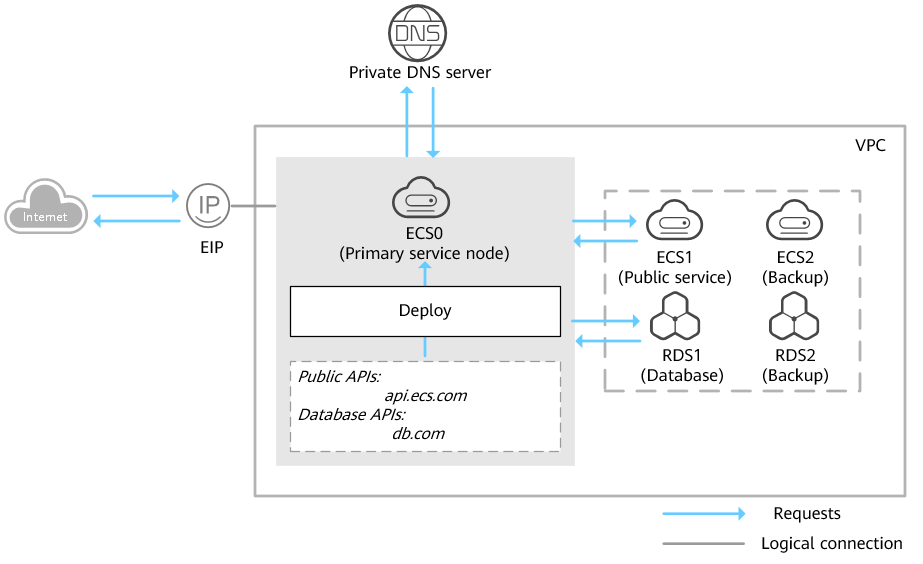 DNS
Private DNS server
VPC
Internet
IP
EIP
ECS0
(Primary service node)
ECS1
(Public service)
ECS2
(Backup)
Deploy
RDS1
(Database)
RDS2
(Backup)
Public APIs:
api.ecs.com
Database APIs:
db.com
Requests
Logical connection